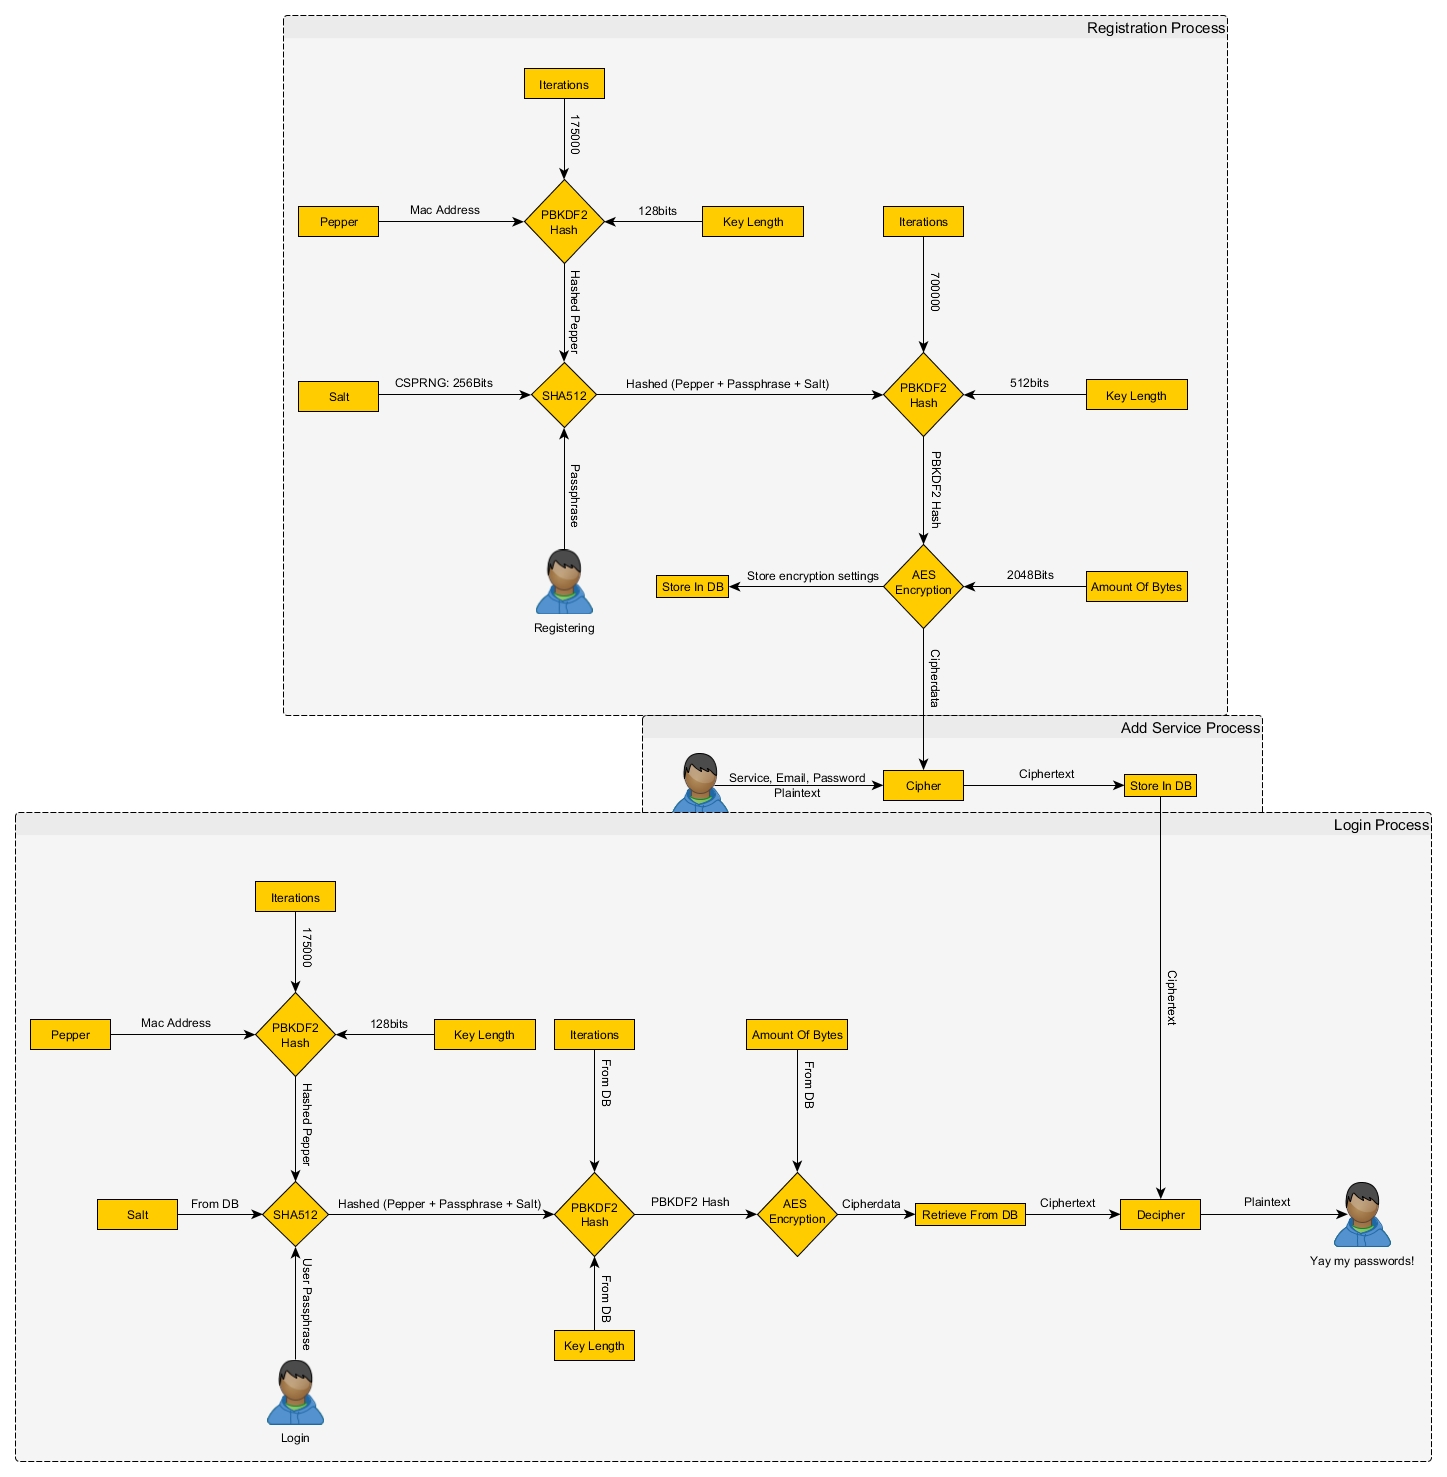 Registration Process
Iterations
175000
Pepper
Mac Address
PBKDF2
Hash
128bits
Key Length
Iterations
Hashed Pepper
700000
Salt
CSPRNG: 256Bits
SHA512
Hashed (Pepper + Passphrase + Salt)
PBKDF2
Hash
512bits
Key Length
Passphrase
PBKDF2 Hash
Registering
Store In DB
Store encryption settings
AES
Encryption
2048Bits
Amount Of Bytes
Cipherdata
Add Service Process
Service, Email, Password
Plaintext
Cipher
Ciphertext
Store In DB
Login Process
Iterations
175000
Ciphertext
Pepper
Mac Address
PBKDF2
Hash
128bits
Key Length
Iterations
Amount Of Bytes
Hashed Pepper
From DB
From DB
Salt
From DB
SHA512
Hashed (Pepper + Passphrase + Salt)
PBKDF2
Hash
PBKDF2 Hash
AES
Encryption
Cipherdata
Retrieve From DB
Ciphertext
Decipher
Plaintext
Yay my passwords!
User Passphrase
From DB
Key Length
Login